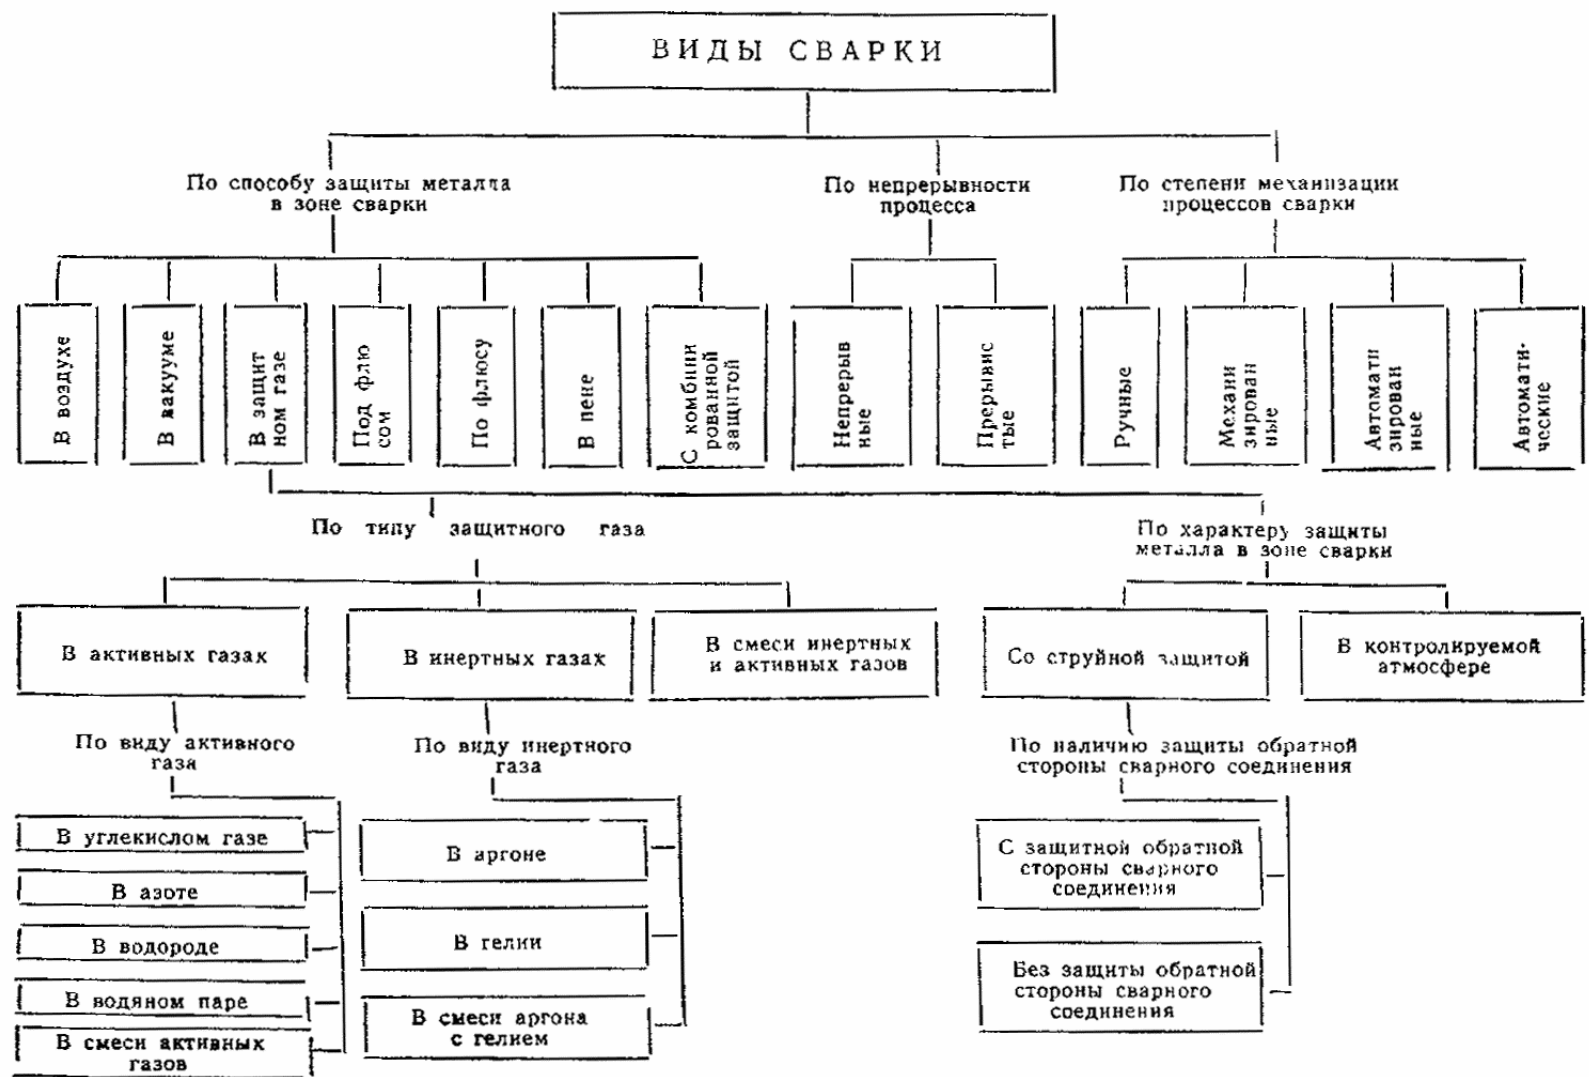 ВИДЫ СВАРКИ
По способу защиты металла
в зоне сварки
По непрерывности
процесса
По степени механизации
процессов сварки
В воздухе
В вакууме
В защит
ном газе
Под флю
сом
По флюсу
В пене
С комбини
рованной
защитой
Непрерыв
ные
Прерывис
тые
Ручные
Механи
зирован
ные
Автомати
зирован
ные
Автомати-
ческие
По типу защитного газа
По характеру защиты
металла в зоне сварки
В активных газах
В инертных газах
В смеси инертных
и активных газов
Со струйной защитой
В контролируемой
атмосфере
По виду активного
газа
По виду инертного
газа
По наличию защиты обратной
стороны сварного соединения
В углекислом газе
В азоте
В водороде
В водяном паре
В смеси активных
газов
В аргоне
В гелии
В смеси аргона
с гелием
С защитной обратной
стороны сварного
соединения
Без защиты обратной
стороны сварного
соединения